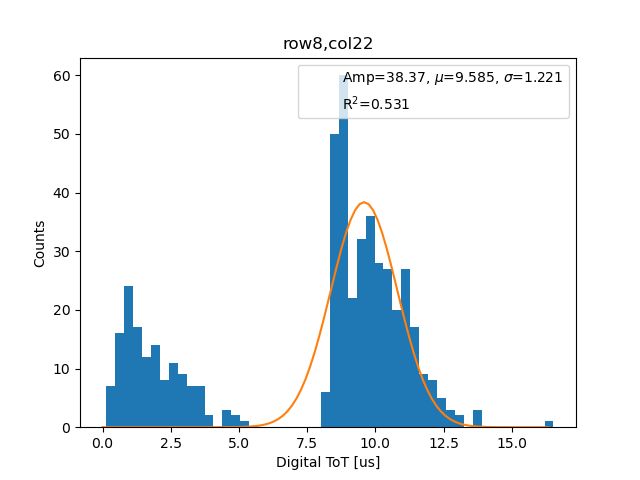 row8,col22
Amp=38.37, μ=9.585, σ=1.221
R²=0.531
60
50
40
30
20
10
0
Counts
0.0 2.5 5.0 7.5 10.0 12.5 15.0
Digital ToT [us]